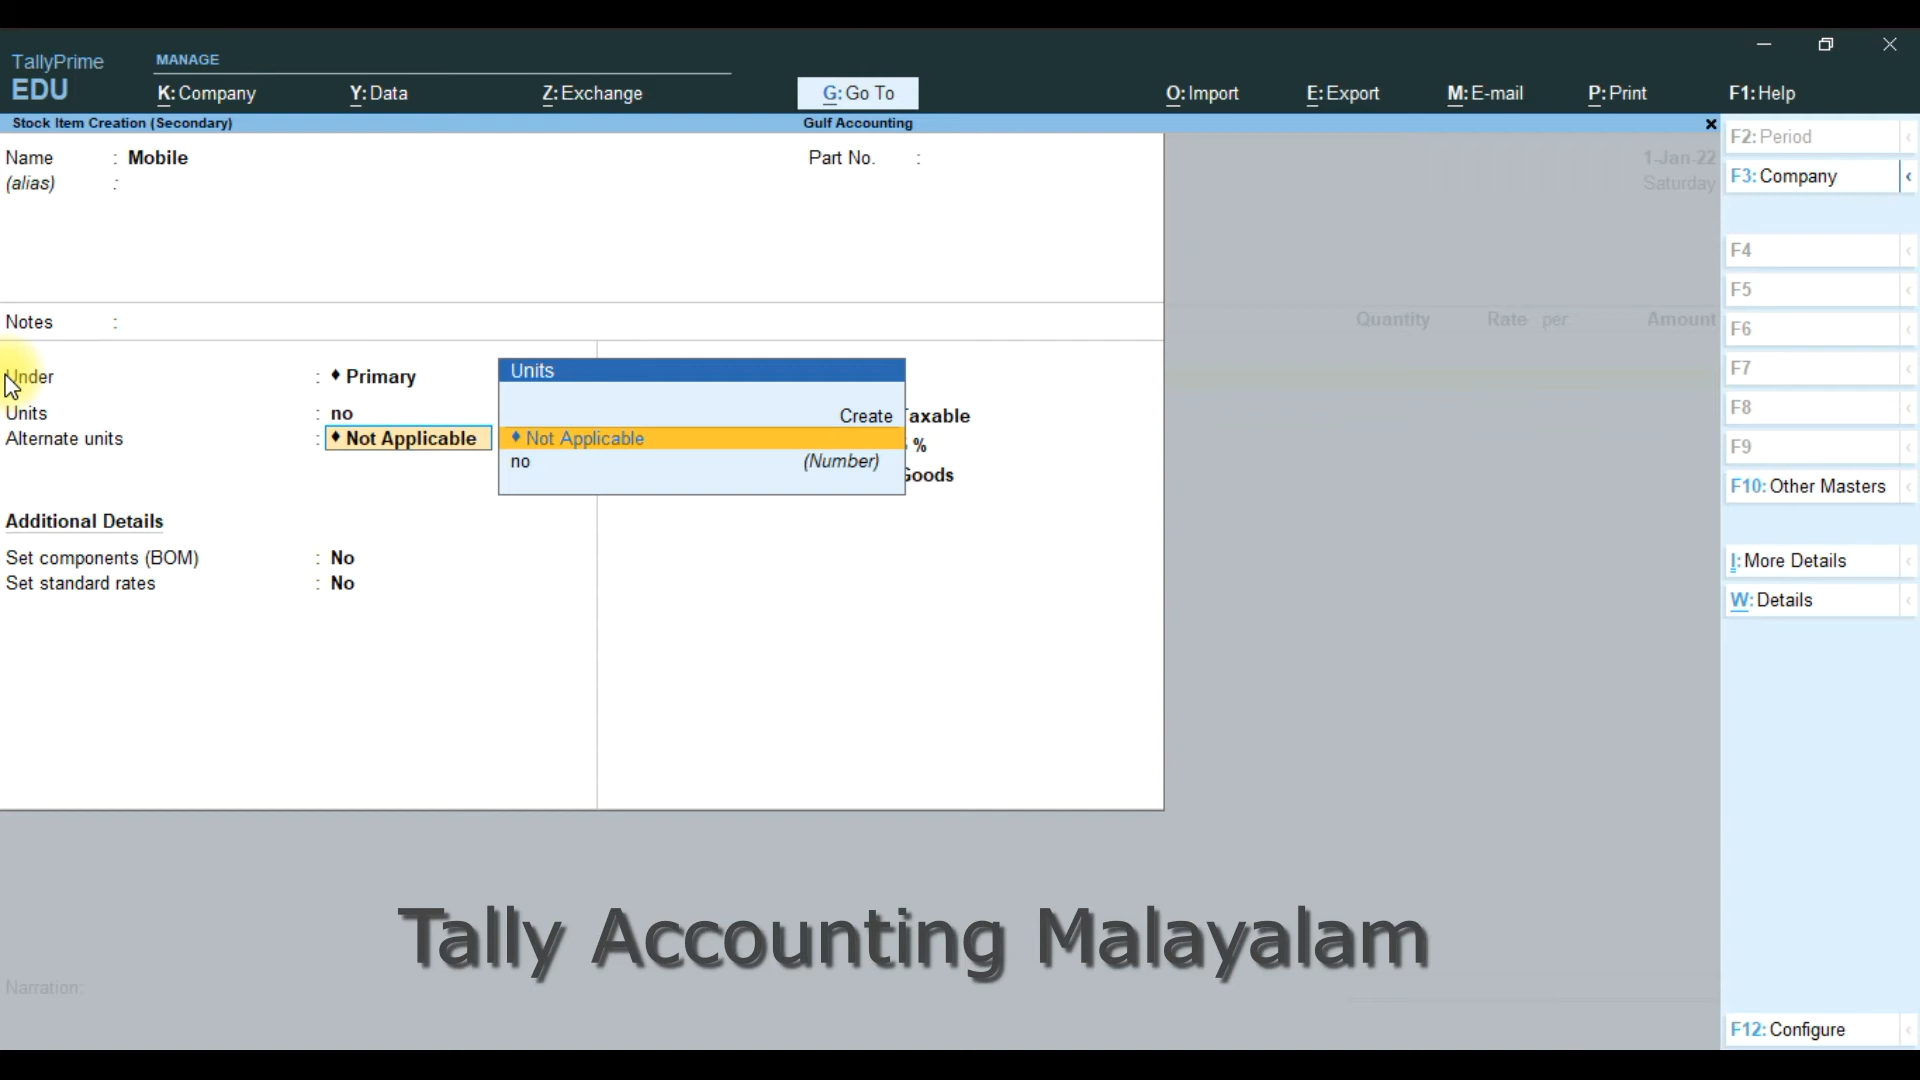 TallyPrime
EDU
MANAGE
K: Company
Y: Data
Z: Exchange
G: Go To
O: Import
E: Export
M: E-mail
P: Print
F1: Help
Stock Item Creation (Secondary)
Gulf Accounting
Name : Mobile
Part No. :
(alias) :
1-Jan-22
Saturday
Notes :
Quantity Rate per Amount
Under : ♦ Primary
Units : no
Alternate units : ♦ Not Applicable
Units
Create
♦ Not Applicable
no (Number)
axable
%
Goods
Additional Details
Set components (BOM) : No
Set standard rates : No
Narration:
Tally Accounting Malayalam
F2: Period
F3: Company
F4
F5
F6
F7
F8
F9
F10: Other Masters
I: More Details
W: Details
F12: Configure